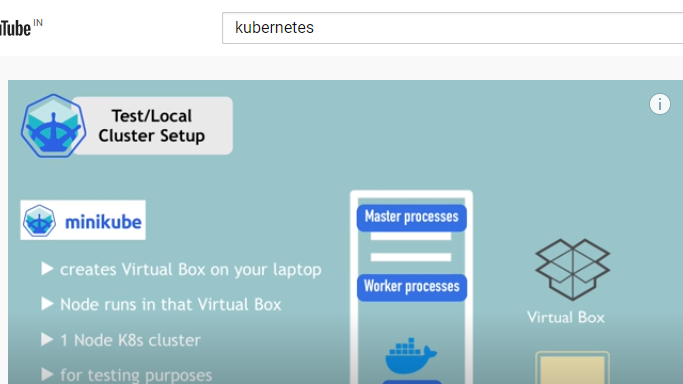 Tube IN
kubernetes
Test/Local
Cluster Setup
minikube
creates Virtual Box on your laptop
Node runs in that Virtual Box
1 Node K8s cluster
for testing purposes
Master processes
Worker processes
Virtual Box